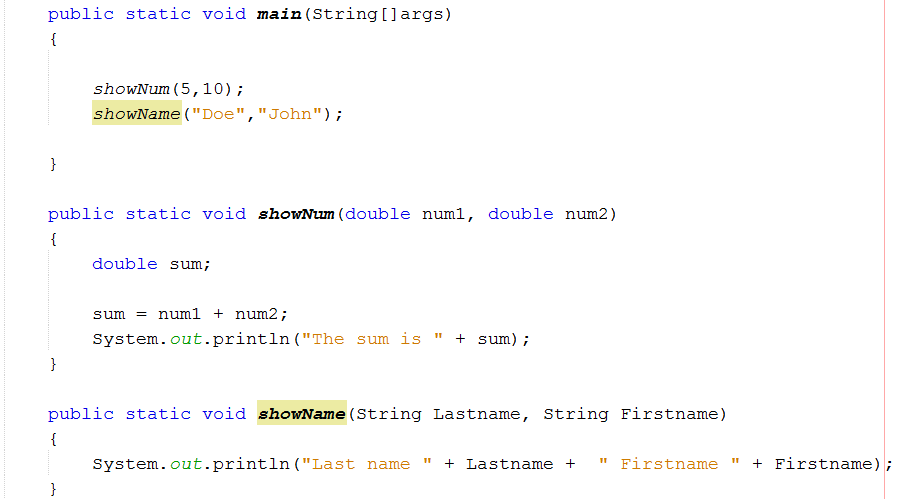 public static void main(String[]args)
{
showNum(5,10);
showName("Doe","John");
}
public static void showNum(double num1, double num2)
{
double sum;
sum = num1 + num2;
System.out.println("The sum is " + sum);
}
public static void showName(String Lastname, String Firstname)
{
System.out.println("Last name " + Lastname +  " Firstname " + Firstname);
}